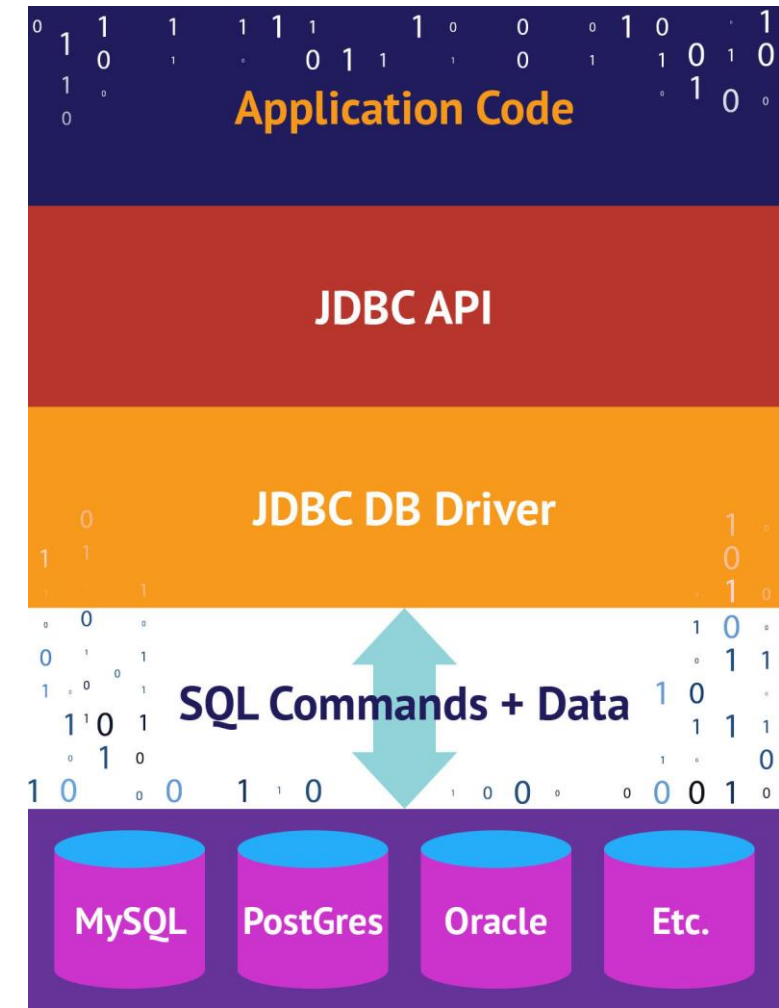 Application Code
JDBC API
JDBC DB Driver
SQL Commands + Data
MySQL PostGres Oracle Etc.